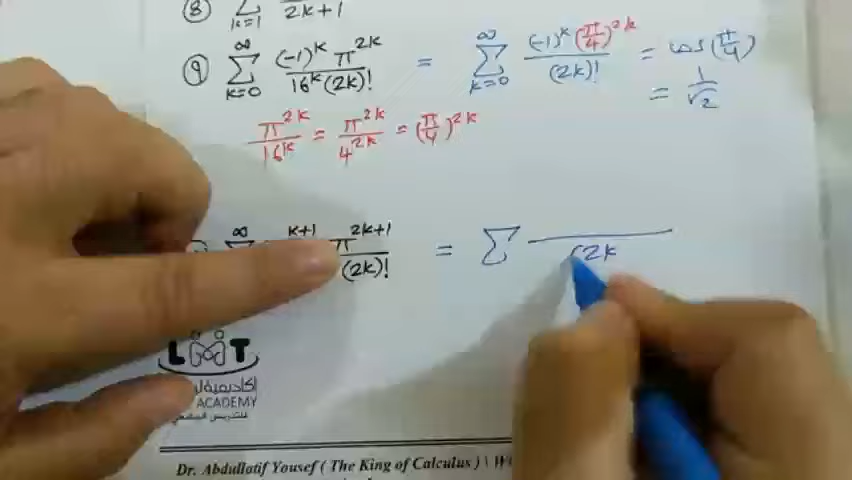 ⑧ Σ k=1 2k+1
⑨ ∞ Σ k=0 (-1)^k π^2k / 16^k (2k)! = ∞ Σ k=0 (-1)^k (π/4)^2k / (2k)! = cos(π/4)
= 1/√2
π^2k / 16^k = π^2k / 4^2k = (π/4)^2k
∞ k+1 π^2k+1 / (2k)! = Σ (2k
L T
ACADEMY
Dr. Abdullatif Yousef ( The King of Calculus ) \